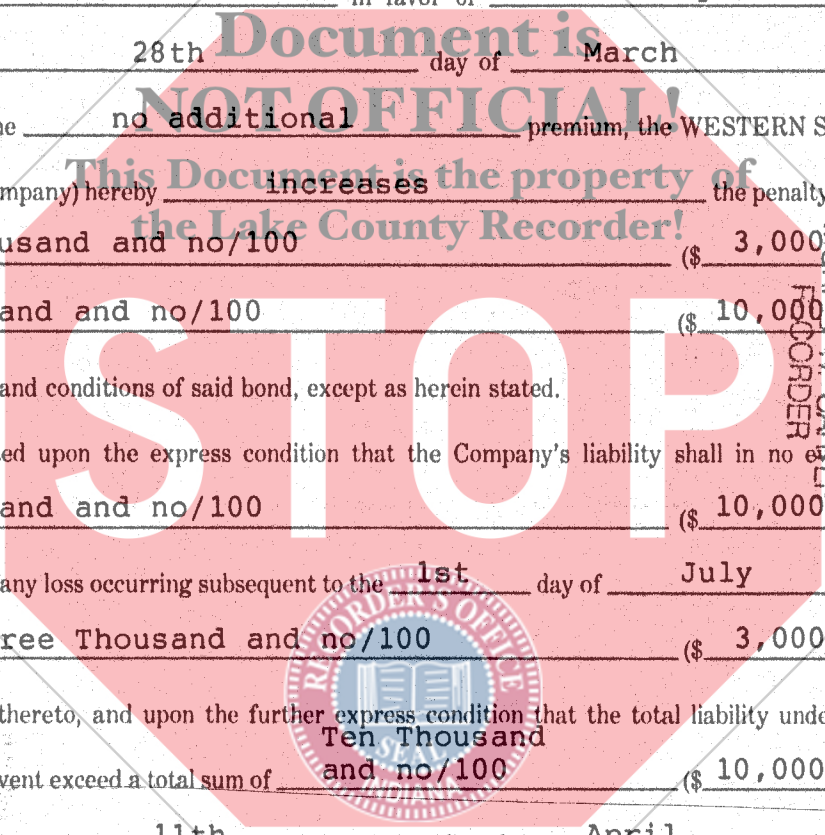 in favor of
Document is
28th day of March
NOT OFFICIAL!
no additional premium, the WESTERN S
This Document is the property of
mpany) hereby increases the penalty
the Lake County Recorder!
usand and no/100 ($ 3,000
and and no/100 ($ 10,000
STOP
RECORDER
and conditions of said bond, except as herein stated.
ed upon the express condition that the Company's liability shall in no ev
and and no/100 ($ 10,000
any loss occurring subsequent to the 1st day of July
RECORDER'S OFFICE
ree Thousand and no/100 ($ 3,000
thereto, and upon the further express condition that the total liability unde
Ten Thousand
SEAL
vent exceed a total sum of and no/100 ($ 10,000
INDIANA
11th April